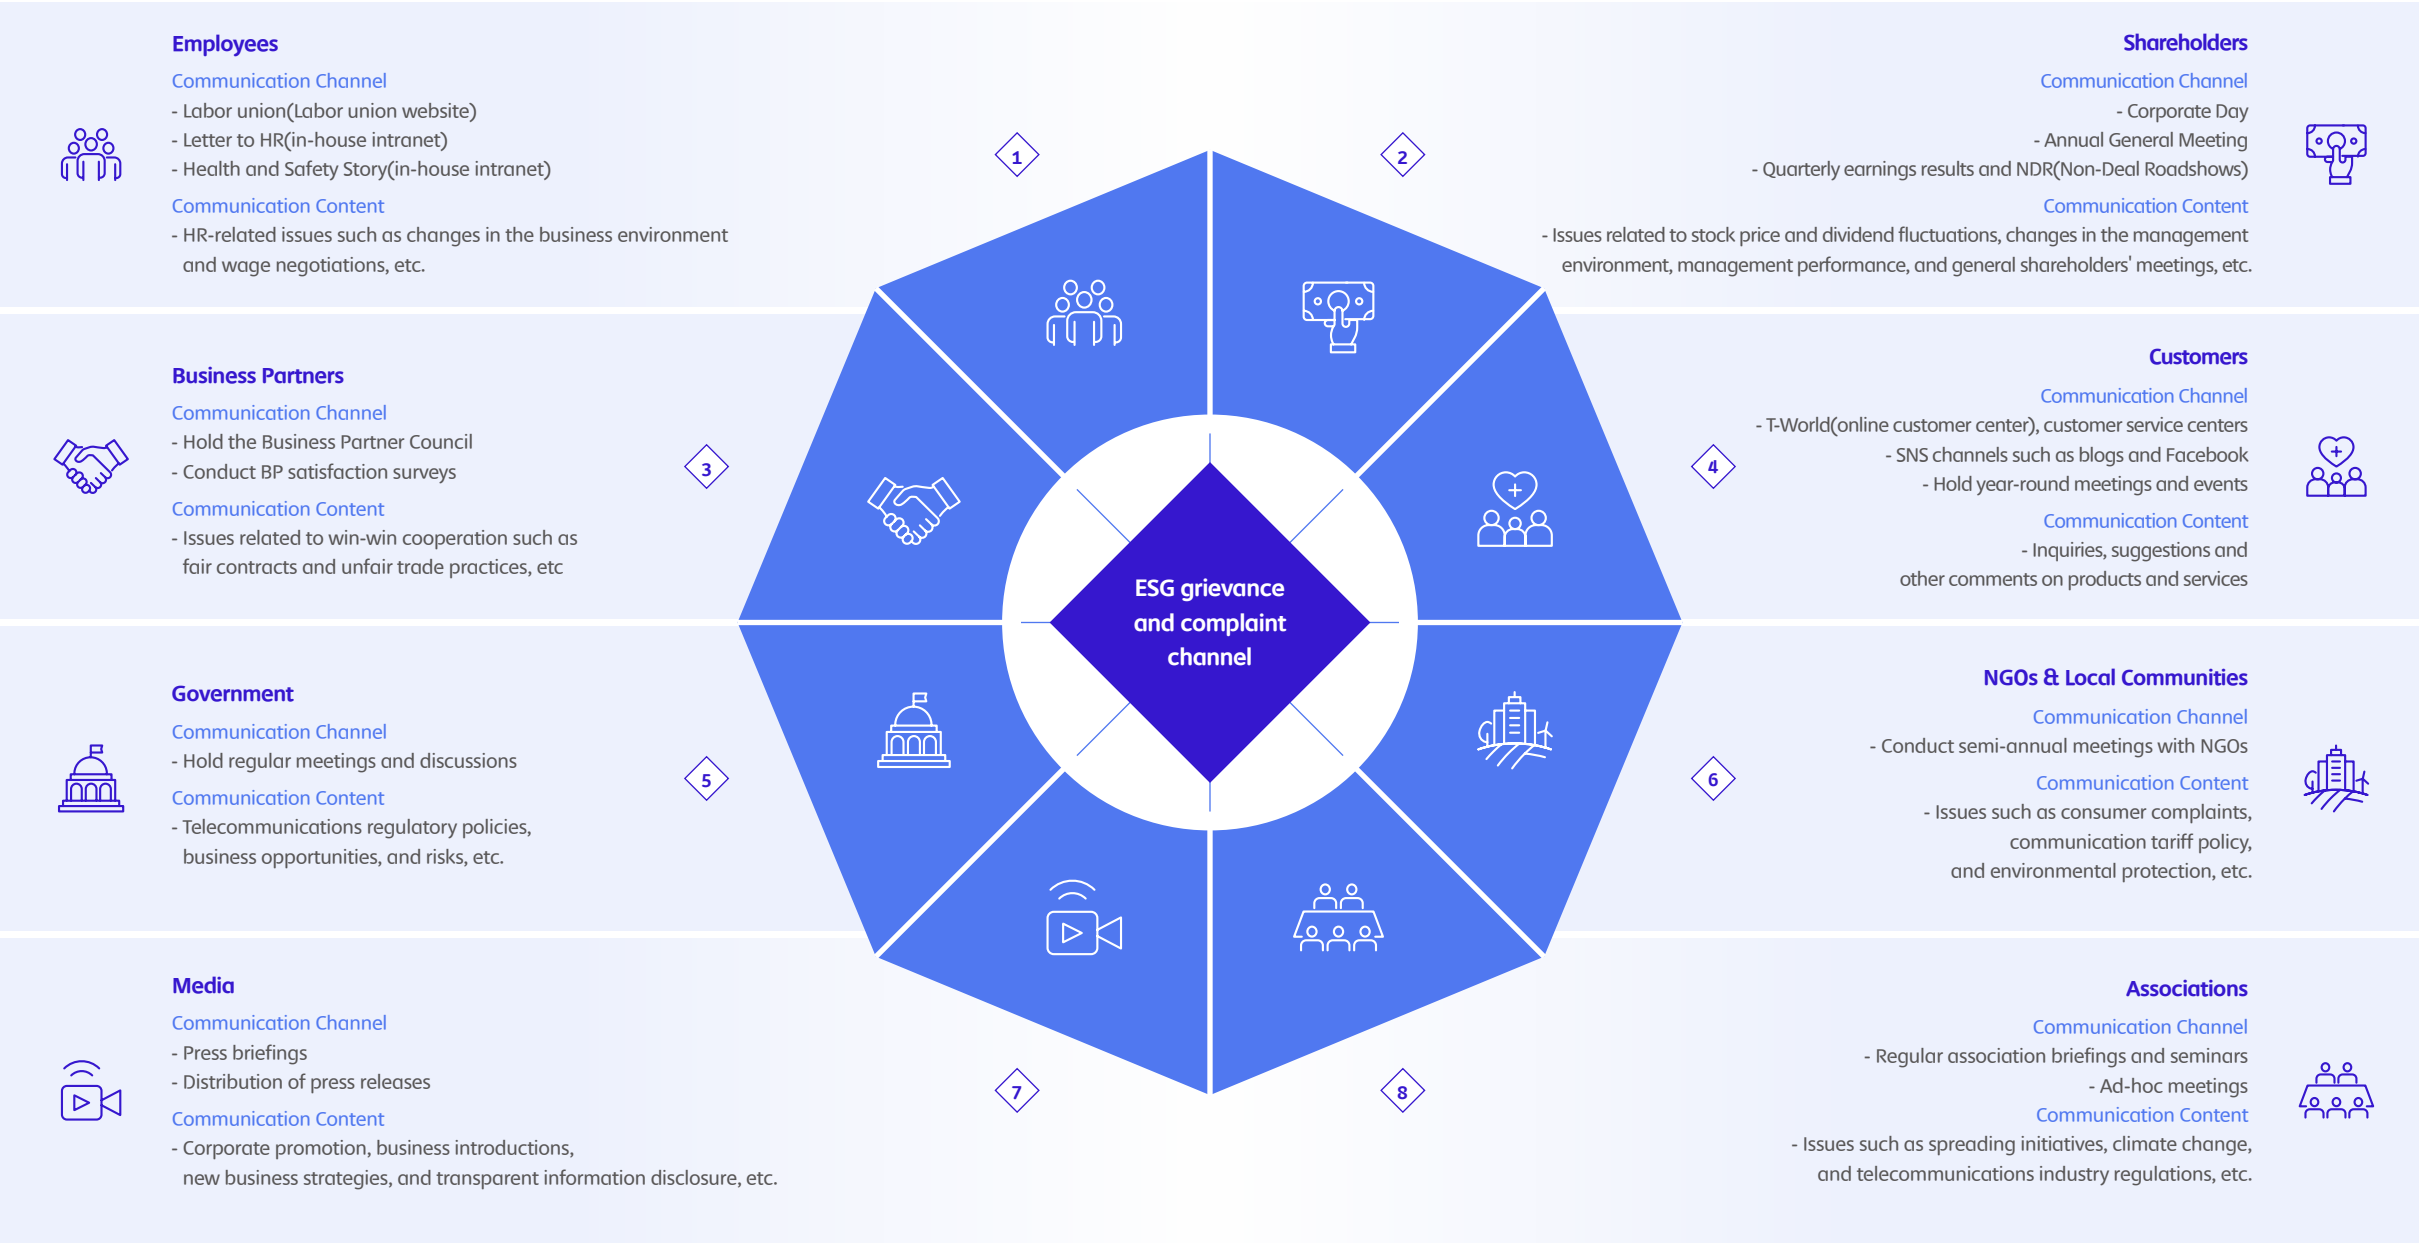 Employees
Communication Channel
- Labor union(Labor union website)
- Letter to HR(in-house intranet)
- Health and Safety Story(in-house intranet)
Communication Content
- HR-related issues such as changes in the business environment
and wage negotiations, etc.
1
Shareholders
Communication Channel
- Corporate Day
- Annual General Meeting
- Quarterly earnings results and NDR(Non-Deal Roadshows)
Communication Content
- Issues related to stock price and dividend fluctuations, changes in the management
environment, management performance, and general shareholders' meetings, etc.
2
Business Partners
Communication Channel
- Hold the Business Partner Council
- Conduct BP satisfaction surveys
Communication Content
- Issues related to win-win cooperation such as
fair contracts and unfair trade practices, etc
3
Customers
Communication Channel
- T-World(online customer center), customer service centers
- SNS channels such as blogs and Facebook
- Hold year-round meetings and events
Communication Content
- Inquiries, suggestions and
other comments on products and services
4
ESG grievance
and complaint
channel
Government
Communication Channel
- Hold regular meetings and discussions
Communication Content
- Telecommunications regulatory policies,
business opportunities, and risks, etc.
5
NGOs & Local Communities
Communication Channel
- Conduct semi-annual meetings with NGOs
Communication Content
- Issues such as consumer complaints,
communication tariff policy,
and environmental protection, etc.
6
Media
Communication Channel
- Press briefings
- Distribution of press releases
Communication Content
- Corporate promotion, business introductions,
new business strategies, and transparent information disclosure, etc.
7
Associations
Communication Channel
- Regular association briefings and seminars
- Ad-hoc meetings
Communication Content
- Issues such as spreading initiatives, climate change,
and telecommunications industry regulations, etc.
8